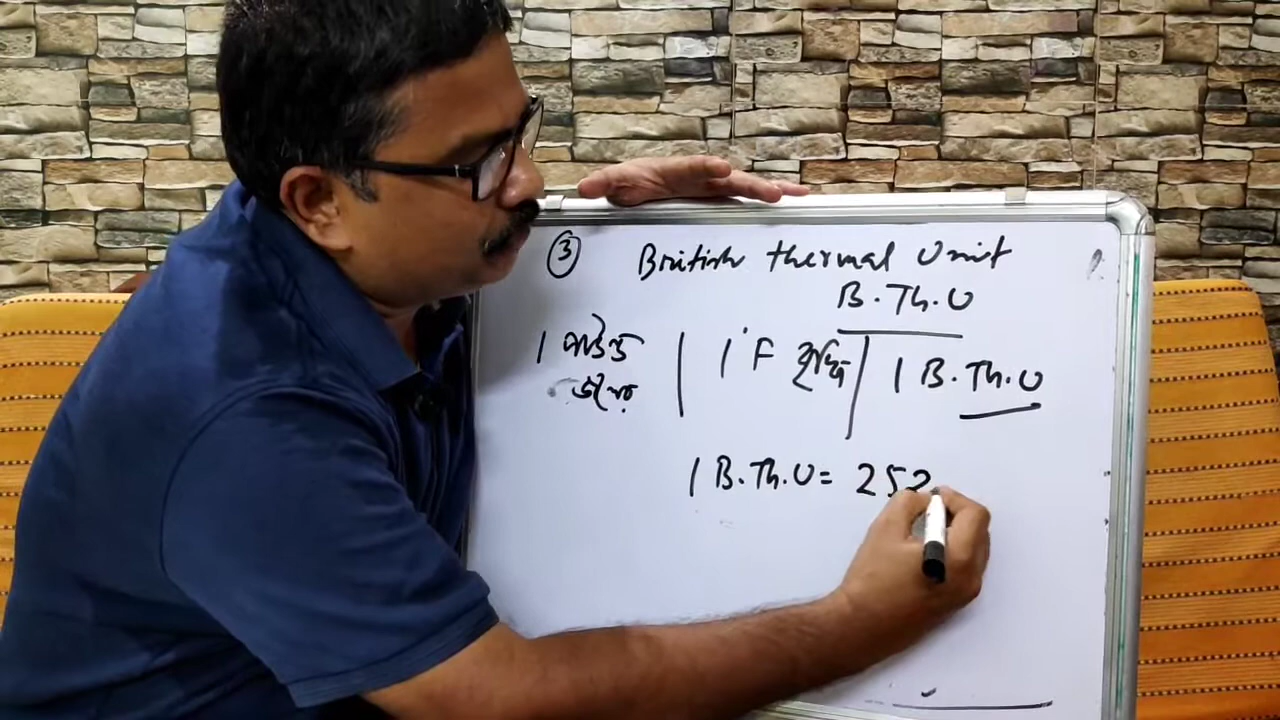 ③ British thermal Unit
B.Th.U
1 পাউন্ড | 1°F বৃদ্ধি | 1 B.Th.U
জলের
1 B.Th.U = 252